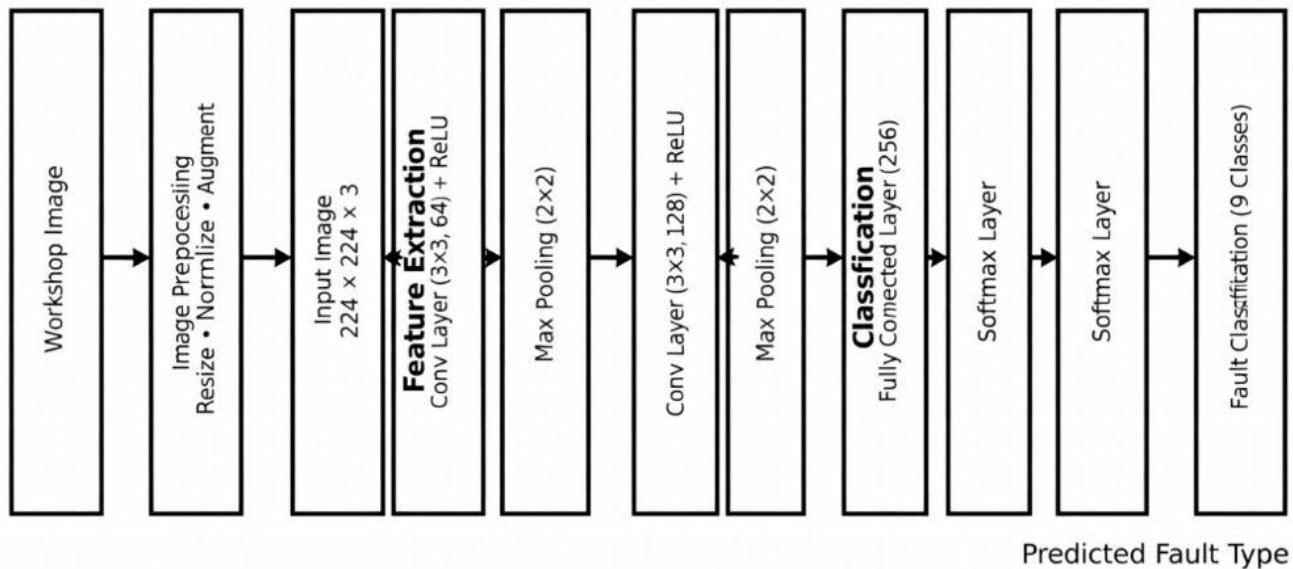 Workshop Image
Image Prepocesliing
Resize • Normlize • Augment
Input Image
224 × 224 × 3
Feature Extraction
Conv Layer (3×3, 64) + ReLU
Max Pooling (2×2)
Conv Layer (3×3, 128) + ReLU
Max Pooling (2×2)
Classfication
Fully Connected Layer (256)
Softmax Layer
Softmax Layer
Fault Classfitation (9 Classes)
Predicted Fault Type